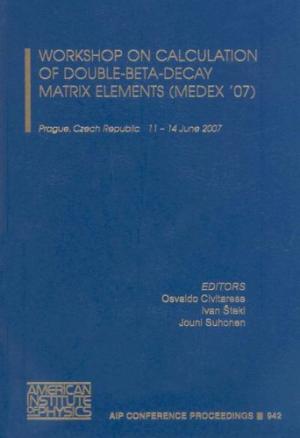 WORKSHOP ON CALCULATION
OF DOUBLE-BETA-DECAY
MATRIX ELEMENTS (MEDEX '07)
Prague, Czech Republic 11 – 14 June 2007
EDITORS
Osvaldo Civitarese
Ivan Štekl
Jouni Suhonen
AMERICAN
INSTITUTE
OF PHYSICS
AIP CONFERENCE PROCEEDINGS 942